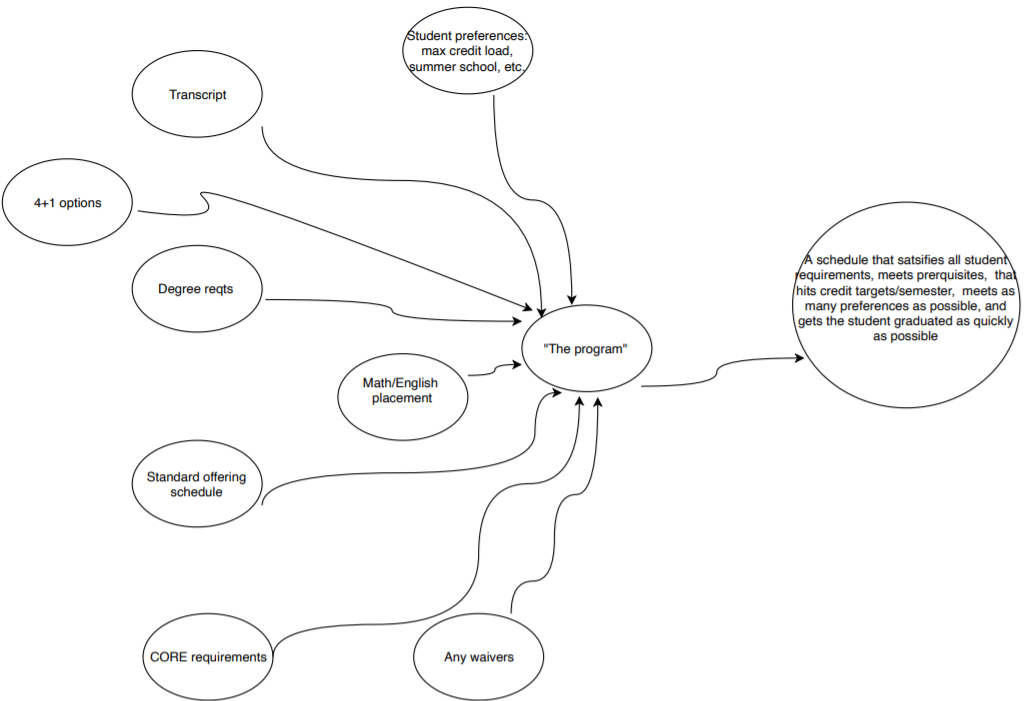 Student preferences:
max credit load,
summer school, etc.
Transcript
4+1 options
Degree reqts
"The program"
A schedule that satsifies all student
requirements, meets prerquisites, that
hits credit targets/semester, meets as
many preferences as possible, and
gets the student graduated as quickly
as possible
Math/English
placement
Standard offering
schedule
CORE requirements
Any waivers